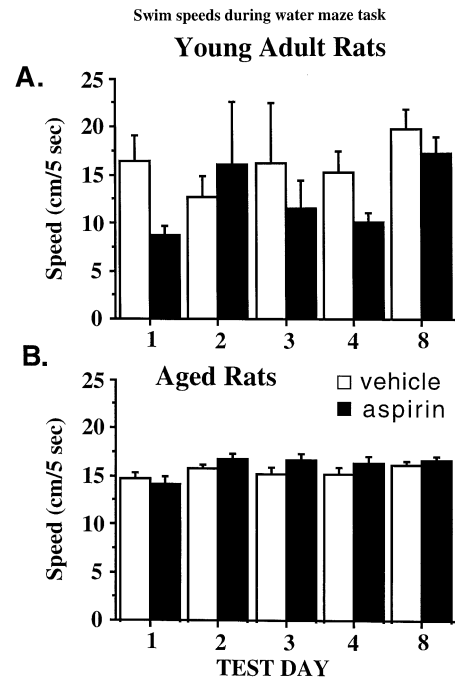 Swim speeds during water maze task
Young Adult Rats
A.
Speed (cm/5 sec)
25
20
15
10
5
0
1 2 3 4 8
B.
Aged Rats
vehicle
aspirin
Speed (cm/5 sec)
25
20
15
10
5
0
1 2 3 4 8
TEST DAY